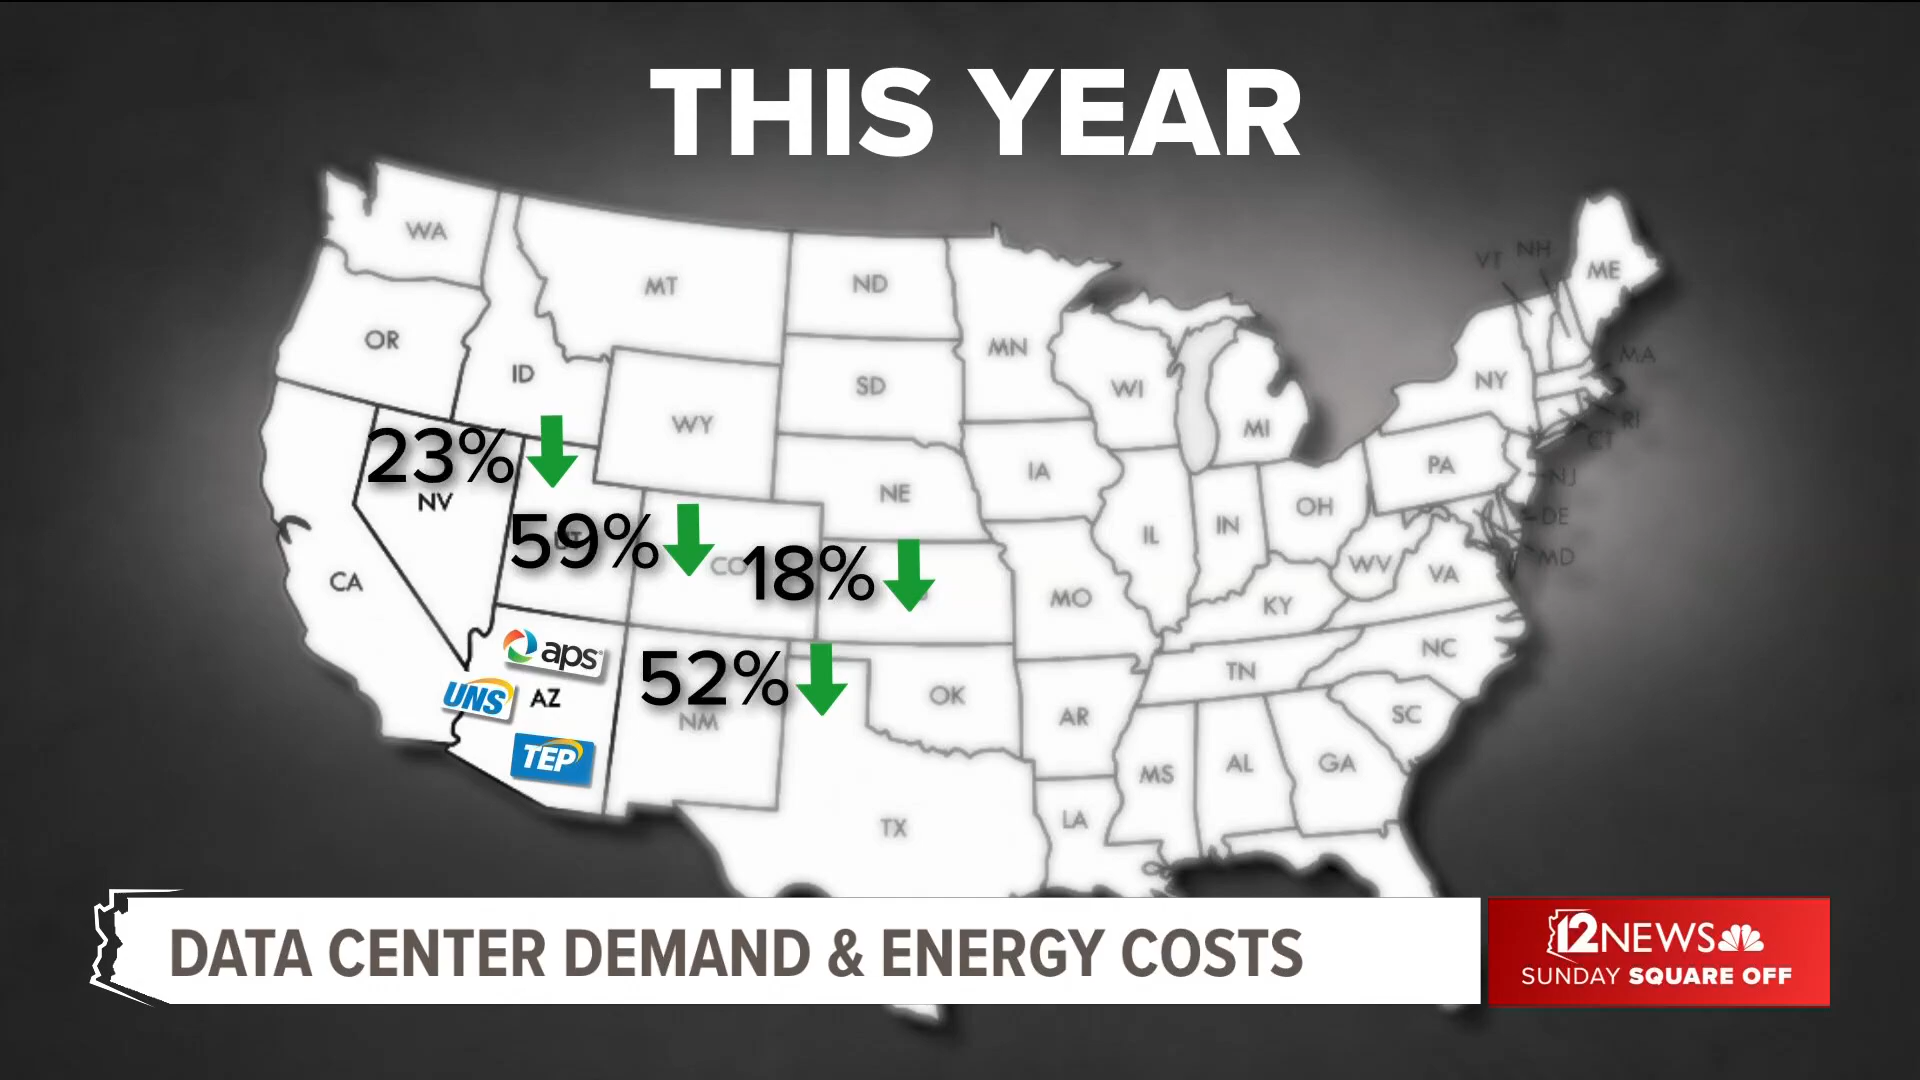 THIS YEAR
WA
MT
ND
MN
VT NH
ME
OR
ID
SD
WI
MI
NY
MA
RI
CT
WY
23%
NV
NE
IA
PA
NJ
OH
IN
IL
DE
MD
59%
CO
18%
CA
MO
WV
VA
KY
aps
UNS
AZ
TEP
52%
NM
OK
AR
TN
NC
SC
MS
AL
GA
TX
LA
DATA CENTER DEMAND & ENERGY COSTS
12NEWS
SUNDAY SQUARE OFF